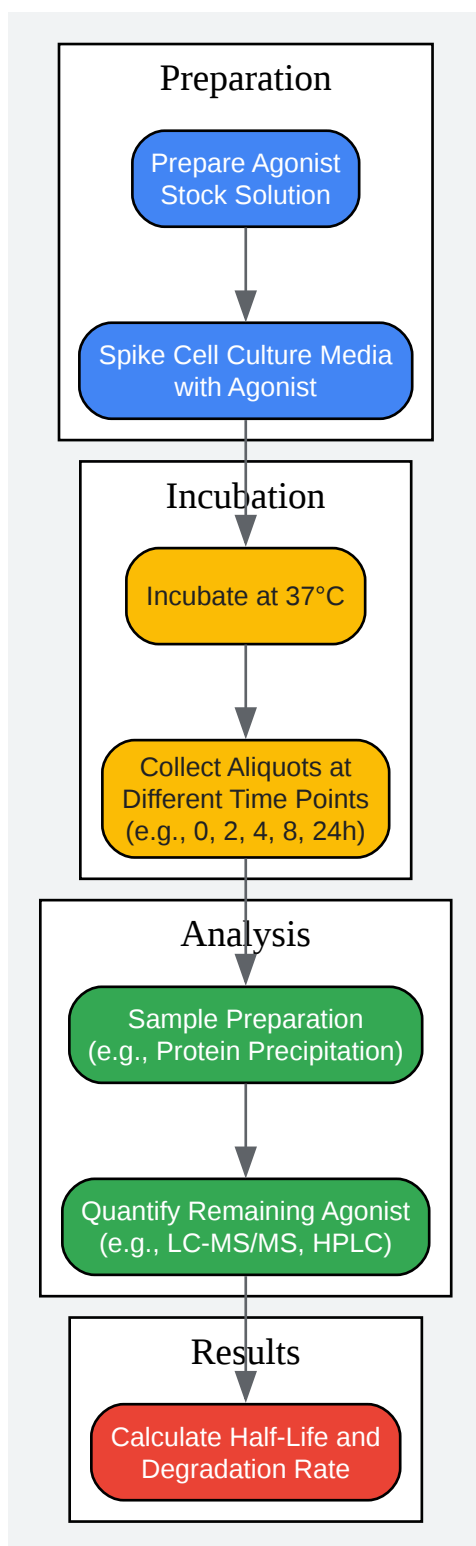 Preparation
Prepare Agonist
Stock Solution
Spike Cell Culture Media
with Agonist
Incubation
Incubate at 37°C
Collect Aliquots at
Different Time Points
(e.g., 0, 2, 4, 8, 24h)
Analysis
Sample Preparation
(e.g., Protein Precipitation)
Quantify Remaining Agonist
(e.g., LC-MS/MS, HPLC)
Results
Calculate Half-Life and
Degradation Rate